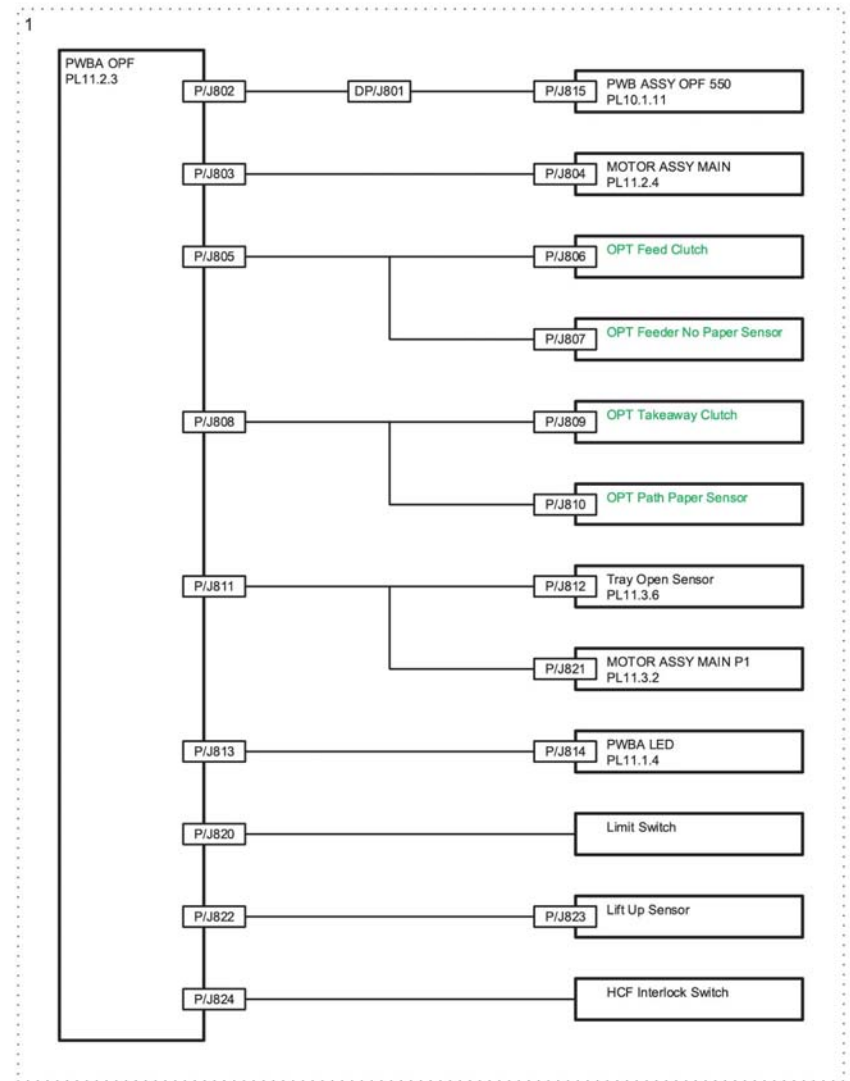 1
PWBA OPF
PL11.2.3
P/J802
DP/J801
P/J815
PWB ASSY OPF 550
PL10.1.11
P/J803
P/J804
MOTOR ASSY MAIN
PL11.2.4
P/J805
P/J806
OPT Feed Clutch
P/J807
OPT Feeder No Paper Sensor
P/J808
P/J809
OPT Takeaway Clutch
P/J810
OPT Path Paper Sensor
P/J811
P/J812
Tray Open Sensor
PL11.3.6
P/J821
MOTOR ASSY MAIN P1
PL11.3.2
P/J813
P/J814
PWBA LED
PL11.1.4
P/J820
Limit Switch
P/J822
P/J823
Lift Up Sensor
P/J824
HCF Interlock Switch